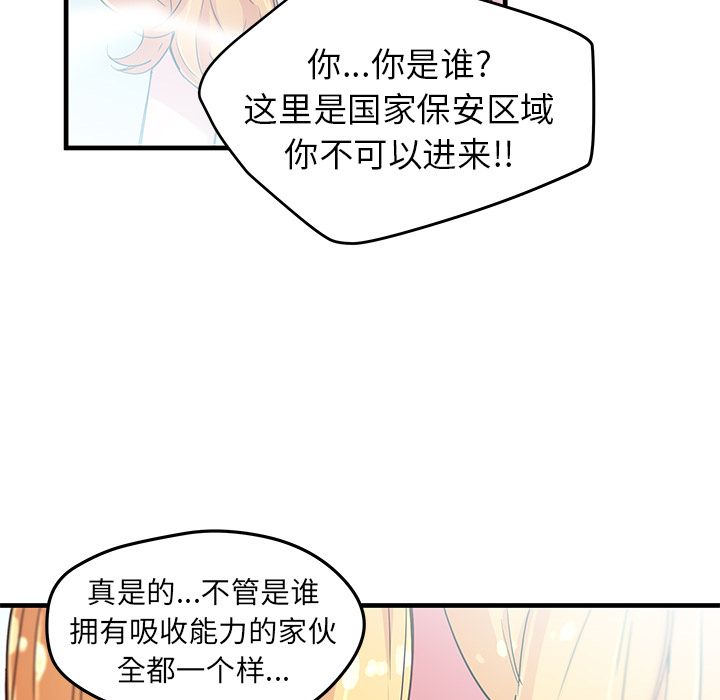 你...你是谁?
这里是国家保安区域
你不可以进来!!
真是的...不管是谁
拥有吸收能力的家伙
全都一个样...